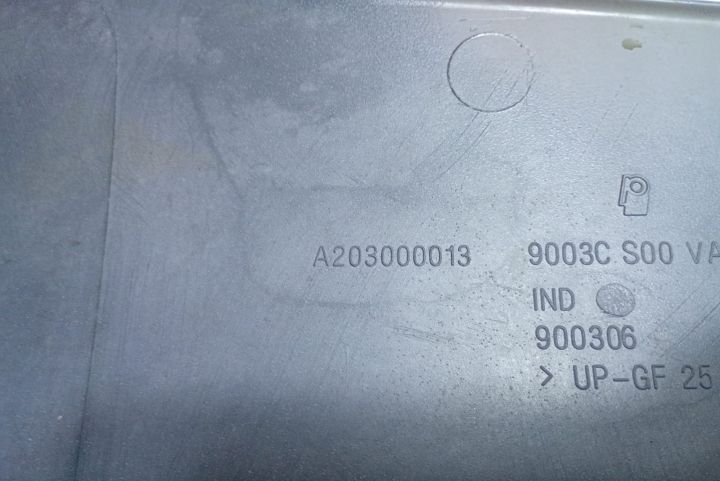 A203000013 9003C S00 VA
IND
900306
> UP-GF 25